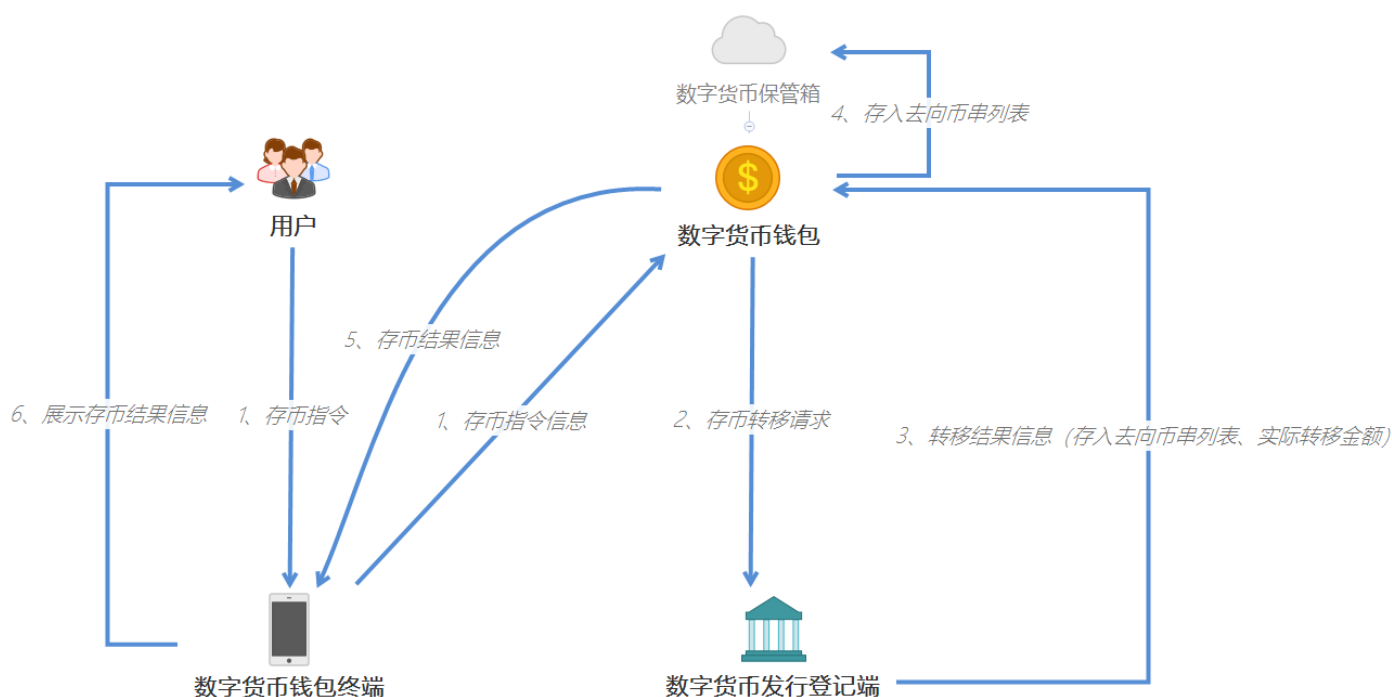 数字货币保管箱
4、存入去向币串列表
$
用户
数字货币钱包
5、存币结果信息
6、展示存币结果信息
1、存币指令
1、存币指令信息
2、存币转移请求
3、转移结果信息（存入去向币串列表、实际转移金额）
数字货币钱包终端
数字货币发行登记端